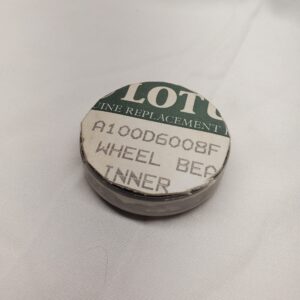 LOTU
INE REPLACEMENT
A100D6008F
WHEEL BEA
INNER